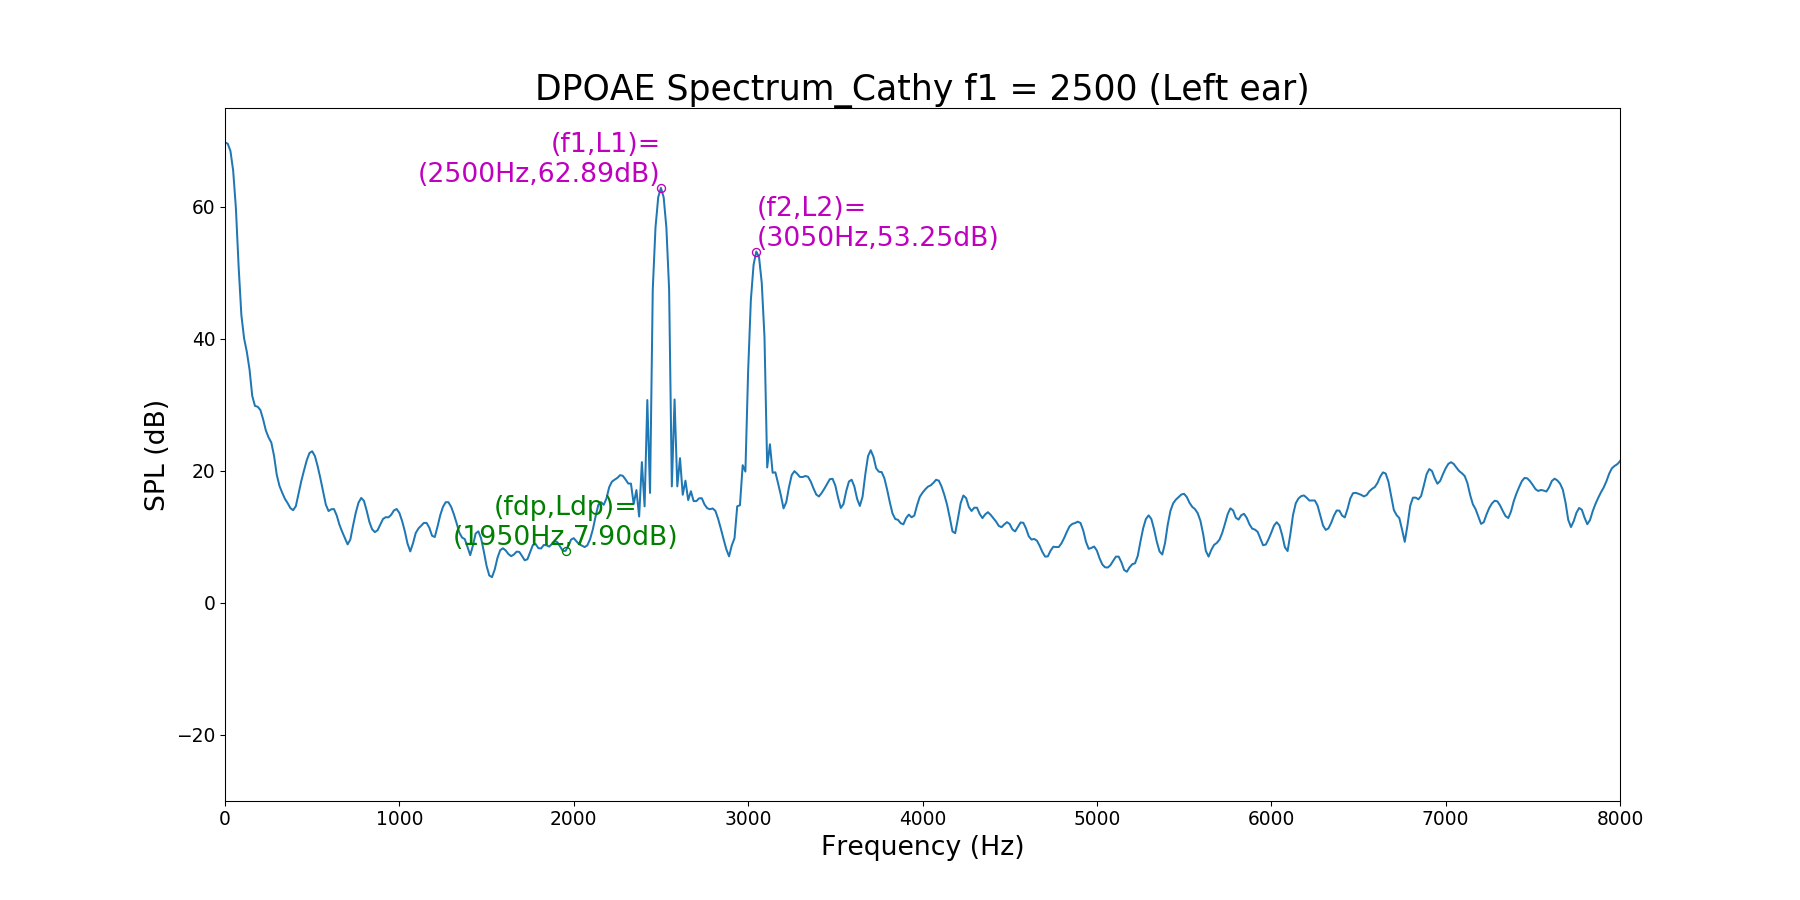 DPOAE Spectrum_Cathy f1 = 2500 (Left ear)
(f1,L1)=
(2500Hz,62.89dB)
(f2,L2)=
(3050Hz,53.25dB)
(fdp,Ldp)=
(1950Hz,7.90dB)
60
40
20
0
−20
SPL (dB)
0 1000 2000 3000 4000 5000 6000 7000 8000
Frequency (Hz)